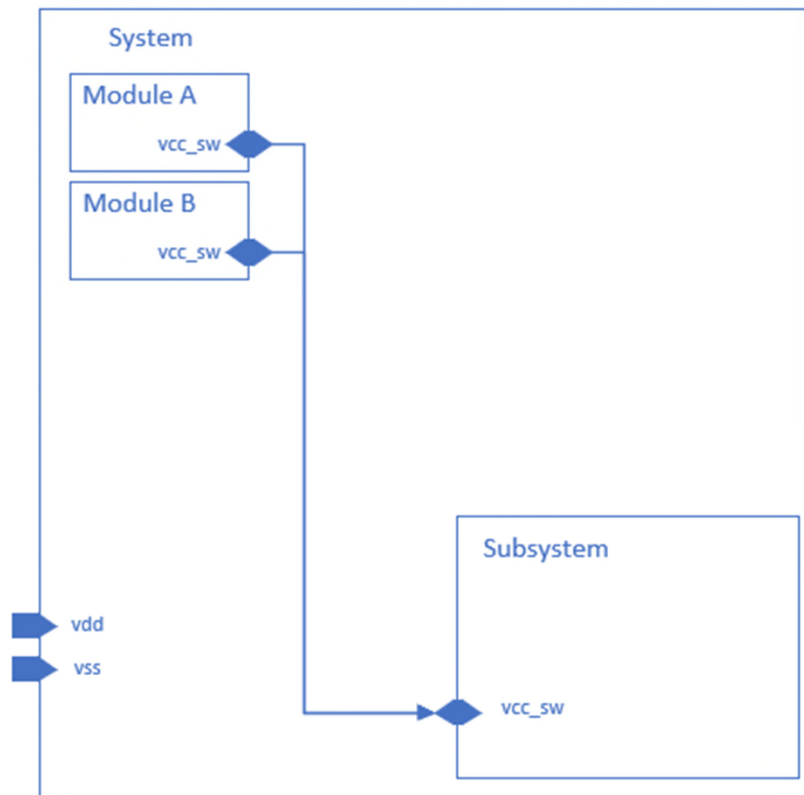 System
Module A
vcc_sw
Module B
vcc_sw
Subsystem
vdd
vss
vcc_sw